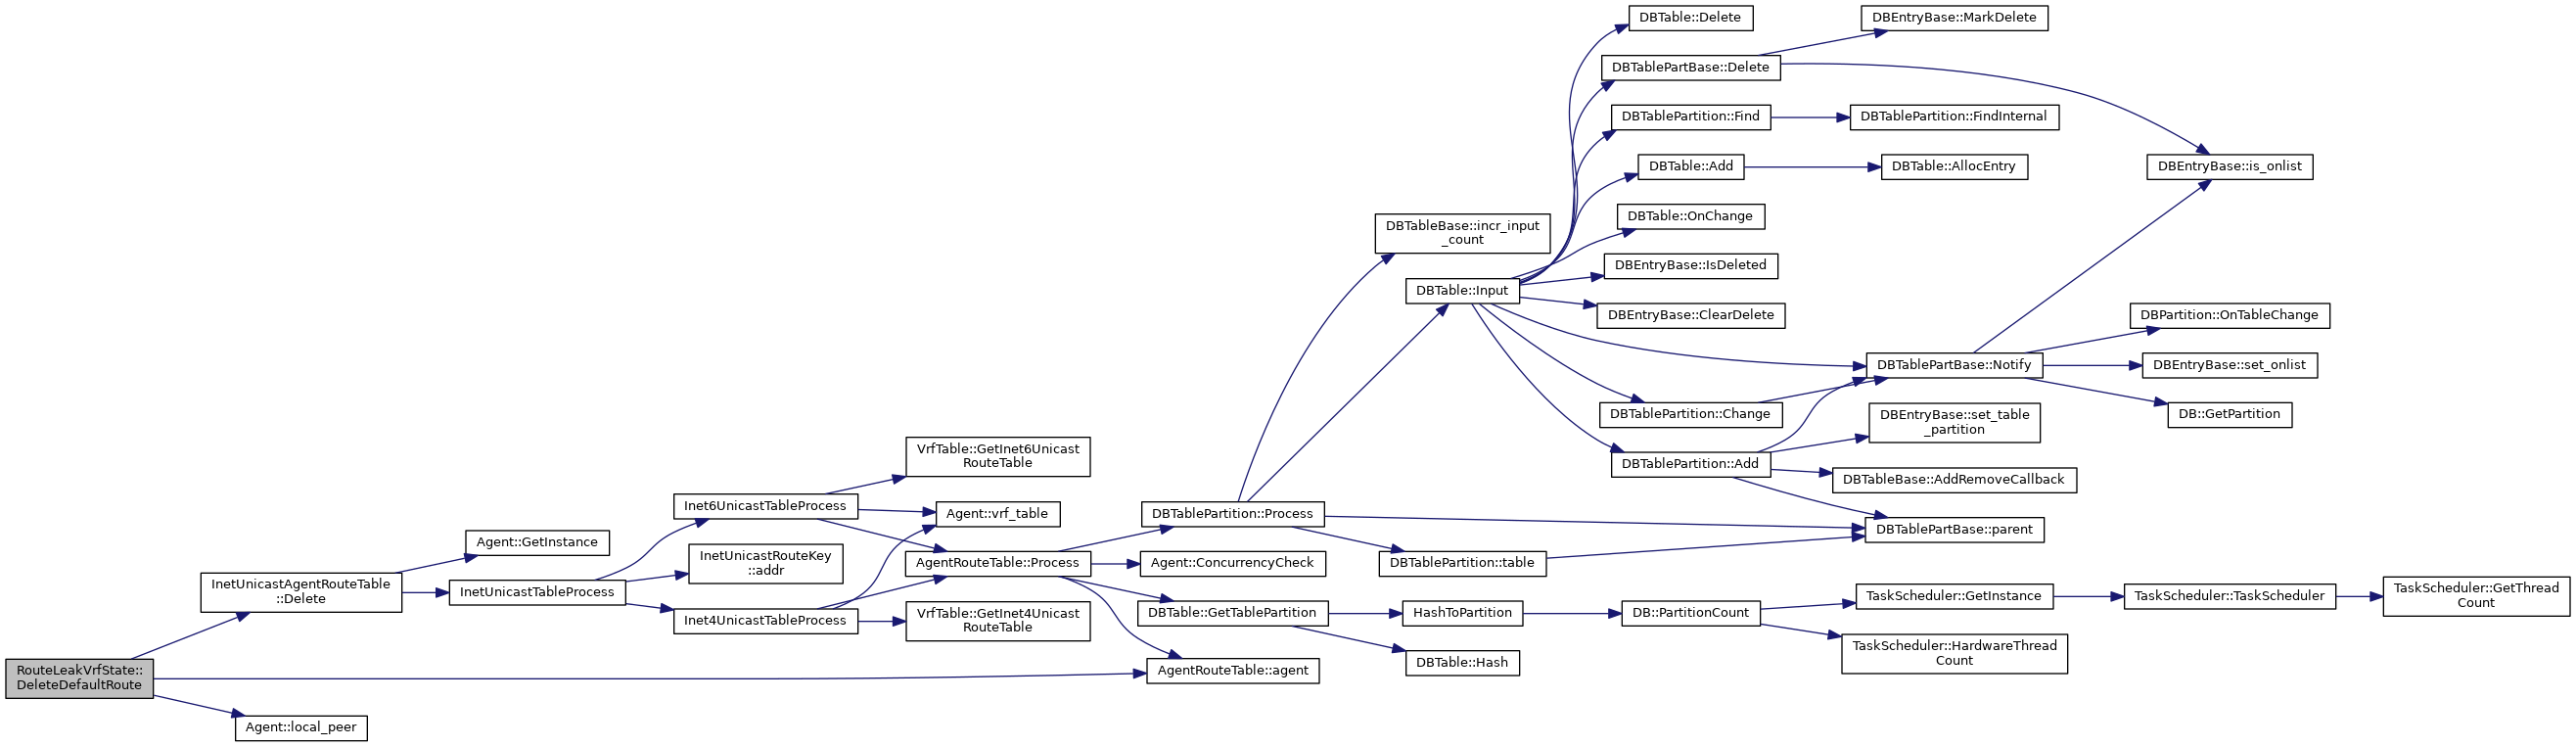 RouteLeakVrfState::
DeleteDefaultRoute
InetUnicastAgentRouteTable
::Delete
Agent::local_peer
Agent::GetInstance
InetUnicastTableProcess
Inet6UnicastTableProcess
InetUnicastRouteKey
::addr
Inet4UnicastTableProcess
VrfTable::GetInet6Unicast
RouteTable
Agent::vrf_table
AgentRouteTable::Process
VrfTable::GetInet4Unicast
RouteTable
DBTablePartition::Process
Agent::ConcurrencyCheck
DBTable::GetTablePartition
AgentRouteTable::agent
DBTableBase::incr_input
_count
DBTable::Input
DBTablePartition::table
HashToPartition
DBTable::Hash
DBTable::Delete
DBTablePartBase::Delete
DBTablePartition::Find
DBTable::Add
DBTable::OnChange
DBEntryBase::IsDeleted
DBEntryBase::ClearDelete
DBTablePartition::Change
DBTablePartition::Add
DB::PartitionCount
DBEntryBase::MarkDelete
DBTablePartition::FindInternal
DBTable::AllocEntry
DBTablePartBase::Notify
DBEntryBase::set_table
_partition
DBTableBase::AddRemoveCallback
DBTablePartBase::parent
TaskScheduler::GetInstance
TaskScheduler::HardwareThread
Count
DBEntryBase::is_onlist
DBPartition::OnTableChange
DBEntryBase::set_onlist
DB::GetPartition
TaskScheduler::TaskScheduler
TaskScheduler::GetThread
Count